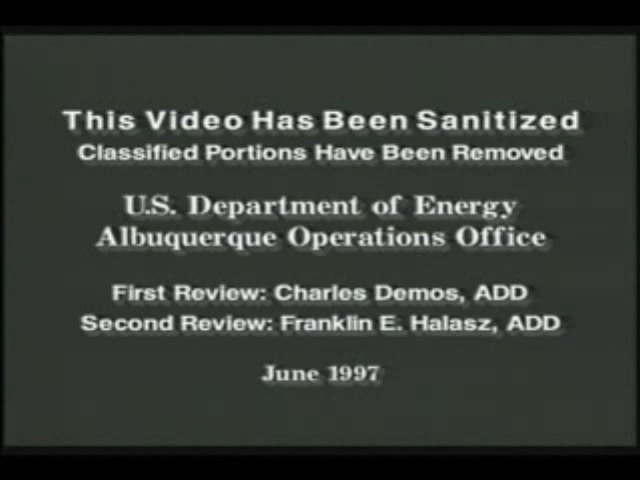 This Video Has Been Sanitized
Classified Portions Have Been Removed
U.S. Department of Energy
Albuquerque Operations Office
First Review: Charles Demos, ADD
Second Review: Franklin E. Halasz, ADD
June 1997